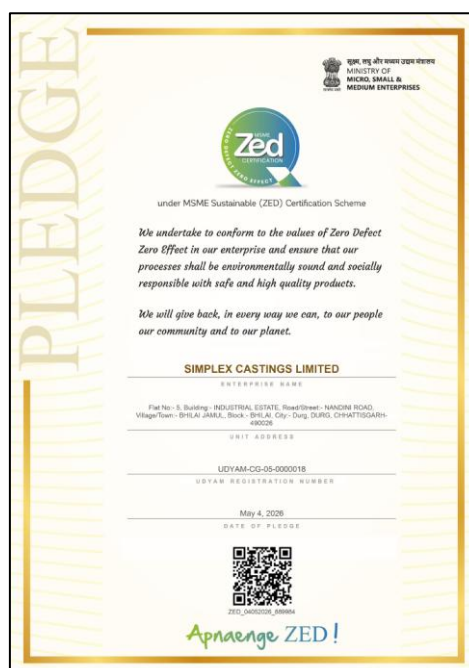 PLEDGE
सूक्ष्म, लघु और मध्यम उद्यम मंत्रालय
MINISTRY OF
MICRO, SMALL &
MEDIUM ENTERPRISES
MSME
Zed
CERTIFICATION
ZERO DEFECT ZERO EFFECT
under MSME Sustainable (ZED) Certification Scheme
We undertake to conform to the values of Zero Defect
Zero Effect in our enterprise and ensure that our
processes shall be environmentally sound and socially
responsible with safe and high quality products.
We will give back, in every way we can, to our people
our community and to our planet.
SIMPLEX CASTINGS LIMITED
ENTERPRISE NAME
Flat No:- 5, Building - INDUSTRIAL ESTATE, Road/Street:- NANDINI ROAD,
Village/Town - BHILAI JAMUL, Block - BHILAI, City - Durg, DURG, CHHATTISGARH-
490026
UNIT ADDRESS
UDYAM-CG-05-0000018
UDYAM REGISTRATION NUMBER
May 4, 2026
DATE OF PLEDGE
Apnaenge ZED!